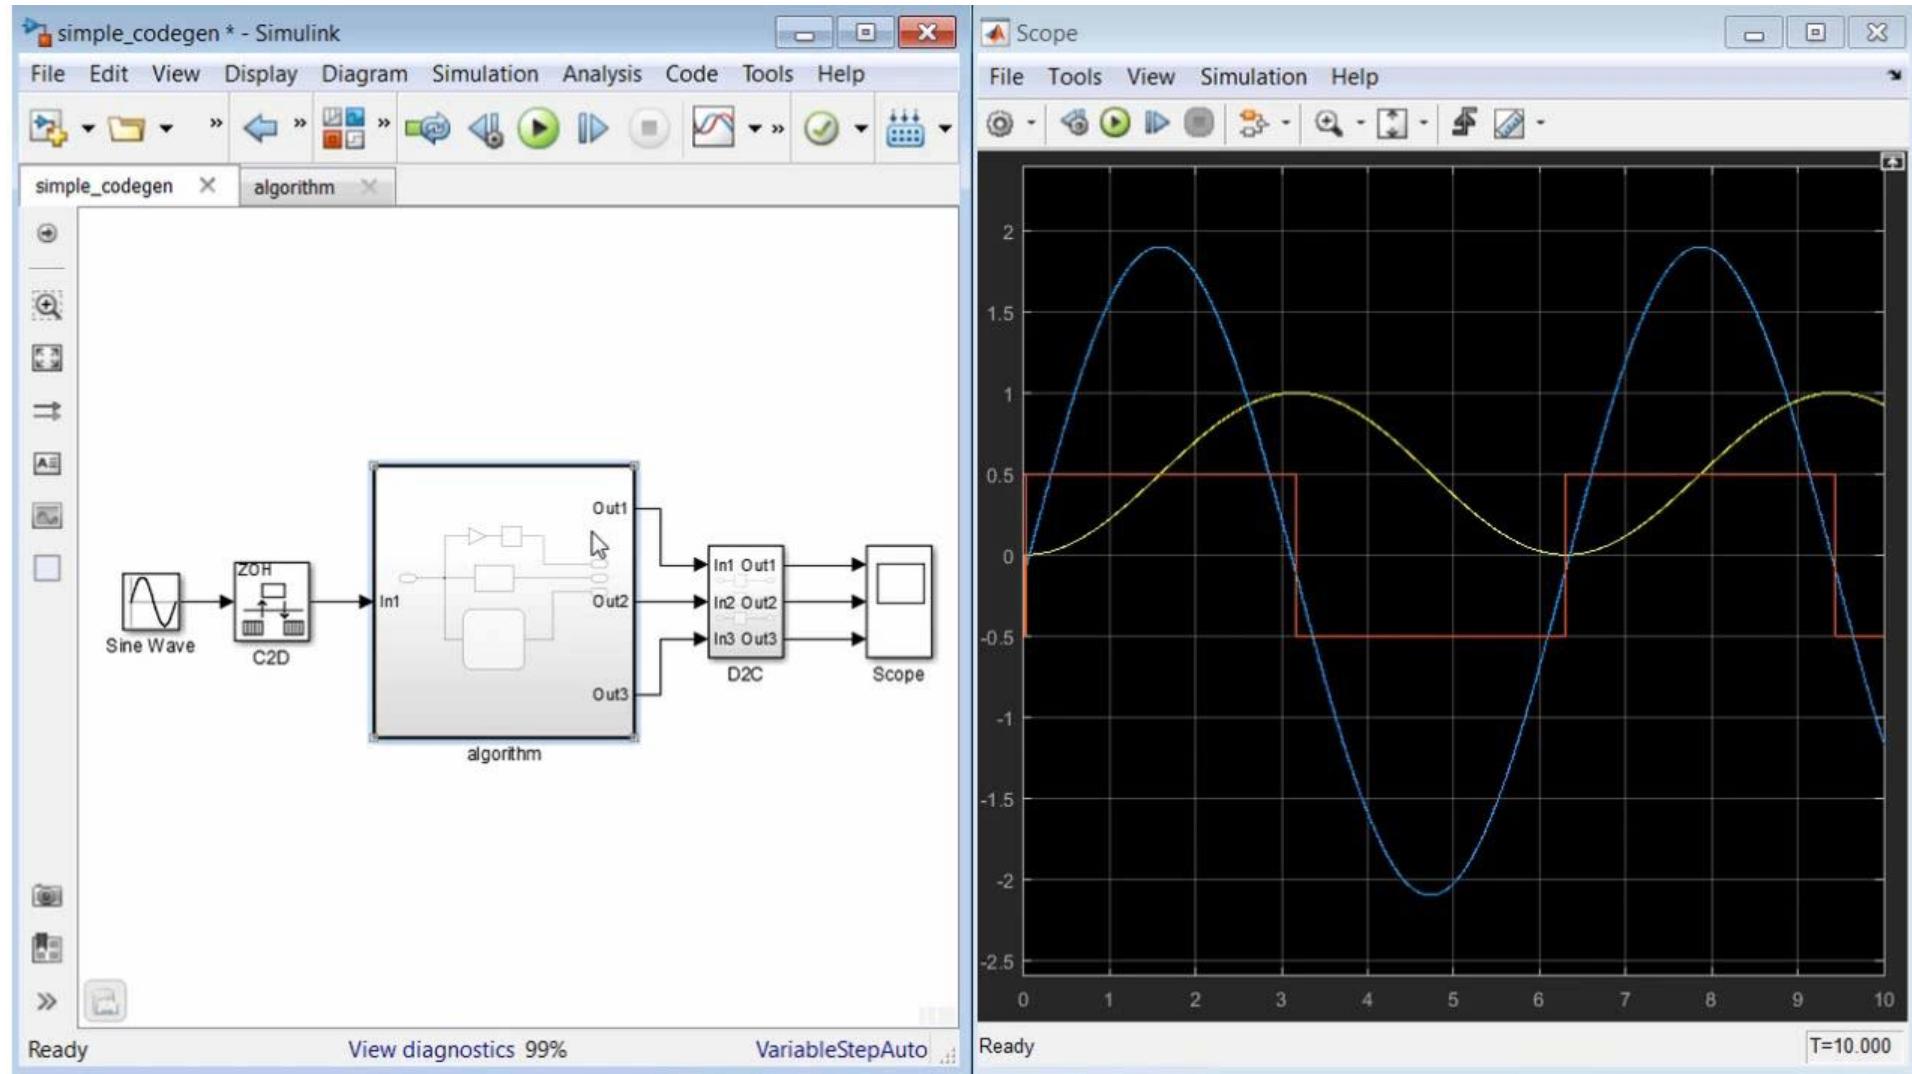 simple_codegen * - Simulink
File Edit View Display Diagram Simulation Analysis Code Tools Help
simple_codegen
algorithm
Sine Wave
ZOH
C2D
In1
Out1
Out2
Out3
algorithm
In1 Out1
In2 Out2
In3 Out3
D2C
Scope
Ready
View diagnostics 99%
VariableStepAuto
Scope
File Tools View Simulation Help
2
1.5
1
0.5
0
-0.5
-1
-1.5
-2
-2.5
0 1 2 3 4 5 6 7 8 9 10
Ready
T=10.000